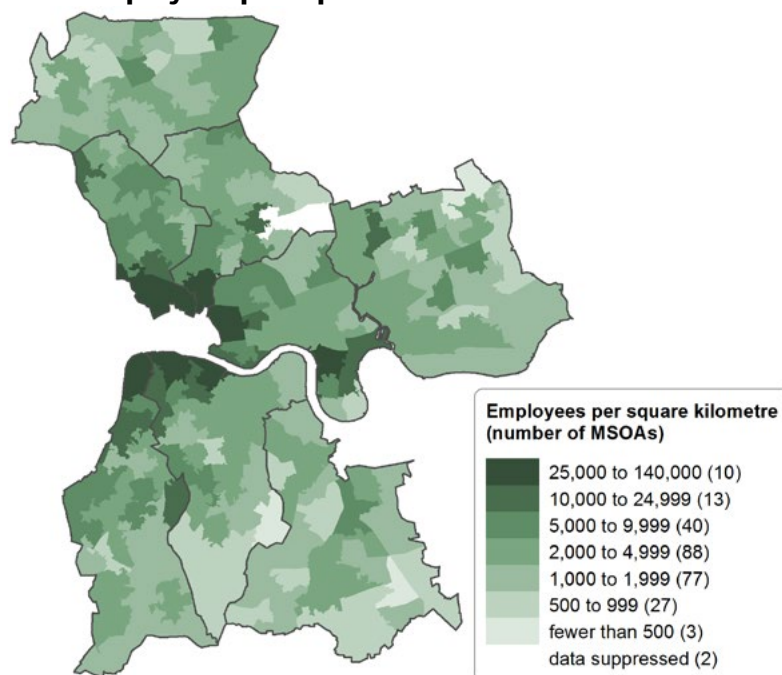 Employees per square kilometre
(number of MSOAs)
25,000 to 140,000 (10)
10,000 to 24,999 (13)
5,000 to 9,999 (40)
2,000 to 4,999 (88)
1,000 to 1,999 (77)
500 to 999 (27)
fewer than 500 (3)
data suppressed (2)